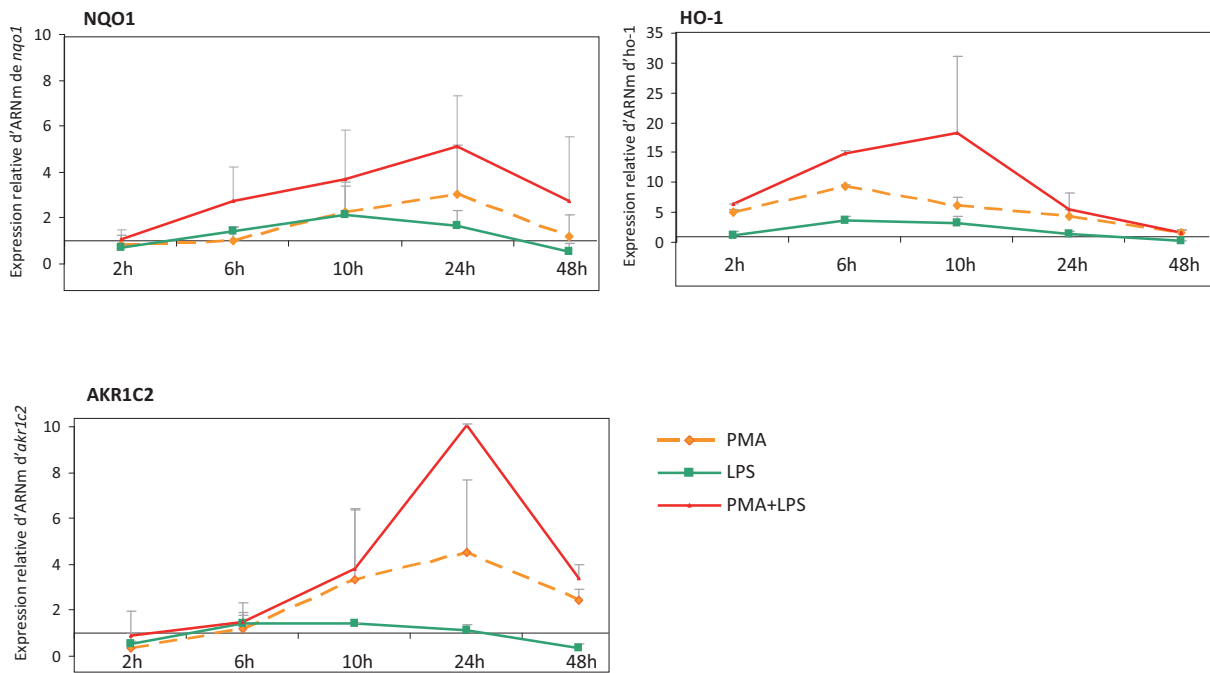 NQO1
Expression relative d’ARNm de nqo1
10
8
6
4
2
0
2h 6h 10h 24h 48h
HO-1
Expression relative d’ARNm d’ho-1
35
30
25
20
15
10
5
0
2h 6h 10h 24h 48h
AKR1C2
Expression relative d’ARNm d’akr1c2
10
8
6
4
2
0
2h 6h 10h 24h 48h
PMA
LPS
PMA+LPS